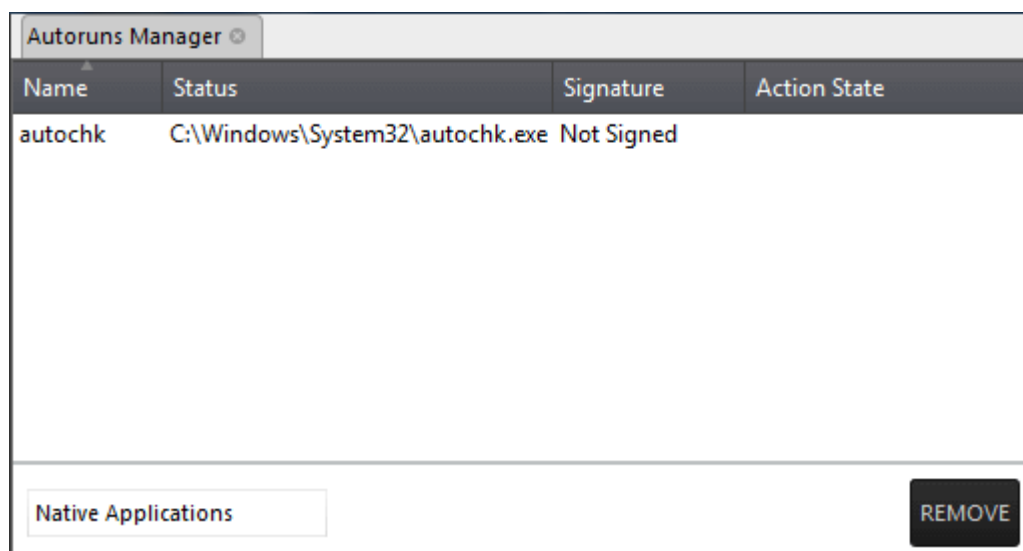 Autoruns Manager
Name Status Signature Action State
autochk C:\Windows\System32\autochk.exe Not Signed
Native Applications REMOVE